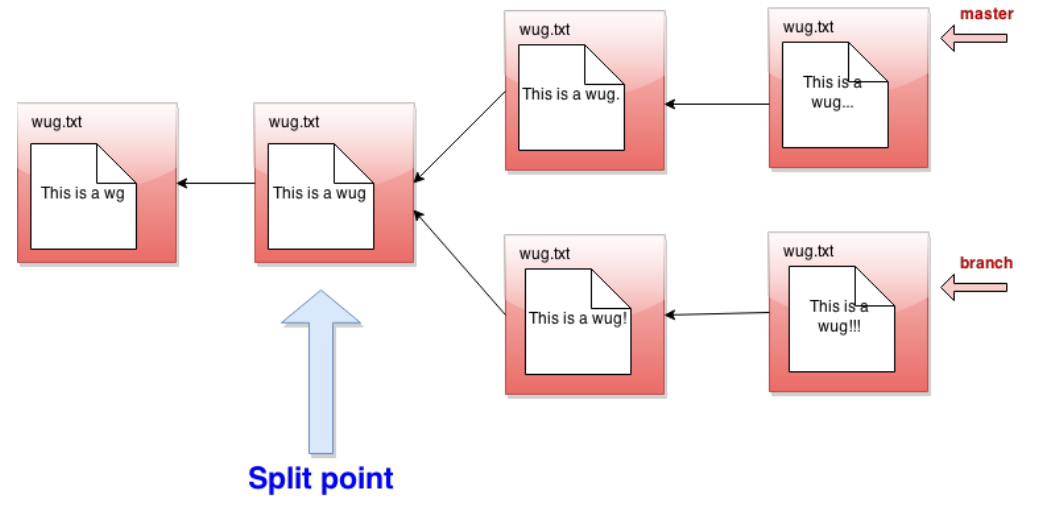 wug.txt
This is a wg
wug.txt
This is a wug
Split point
wug.txt
This is a wug.
wug.txt
This is a
wug...
master
wug.txt
This is a wug!
wug.txt
This is a
wug!!!
branch